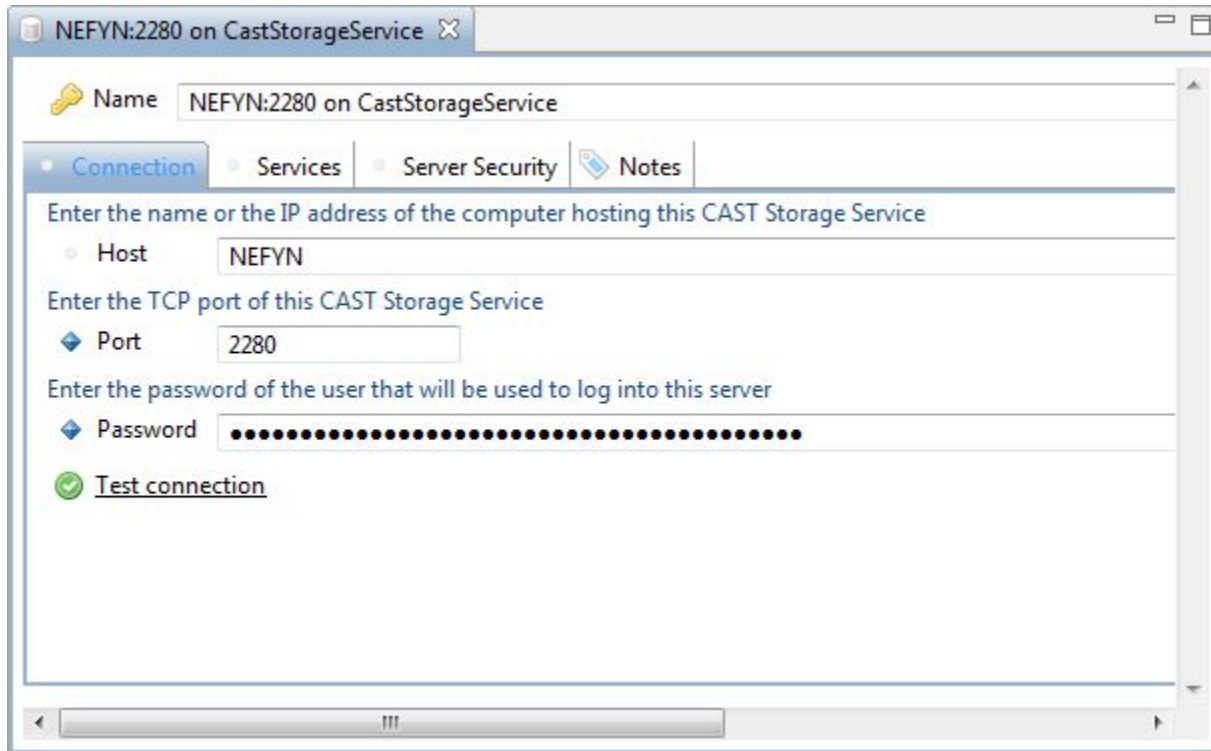 NEFYN:2280 on CastStorageService
Name NEFYN:2280 on CastStorageService
Connection Services Server Security Notes
Enter the name or the IP address of the computer hosting this CAST Storage Service
Host NEFYN
Enter the TCP port of this CAST Storage Service
Port 2280
Enter the password of the user that will be used to log into this server
Password •••••••••••••••••••••••••••••••••••••••••
Test connection